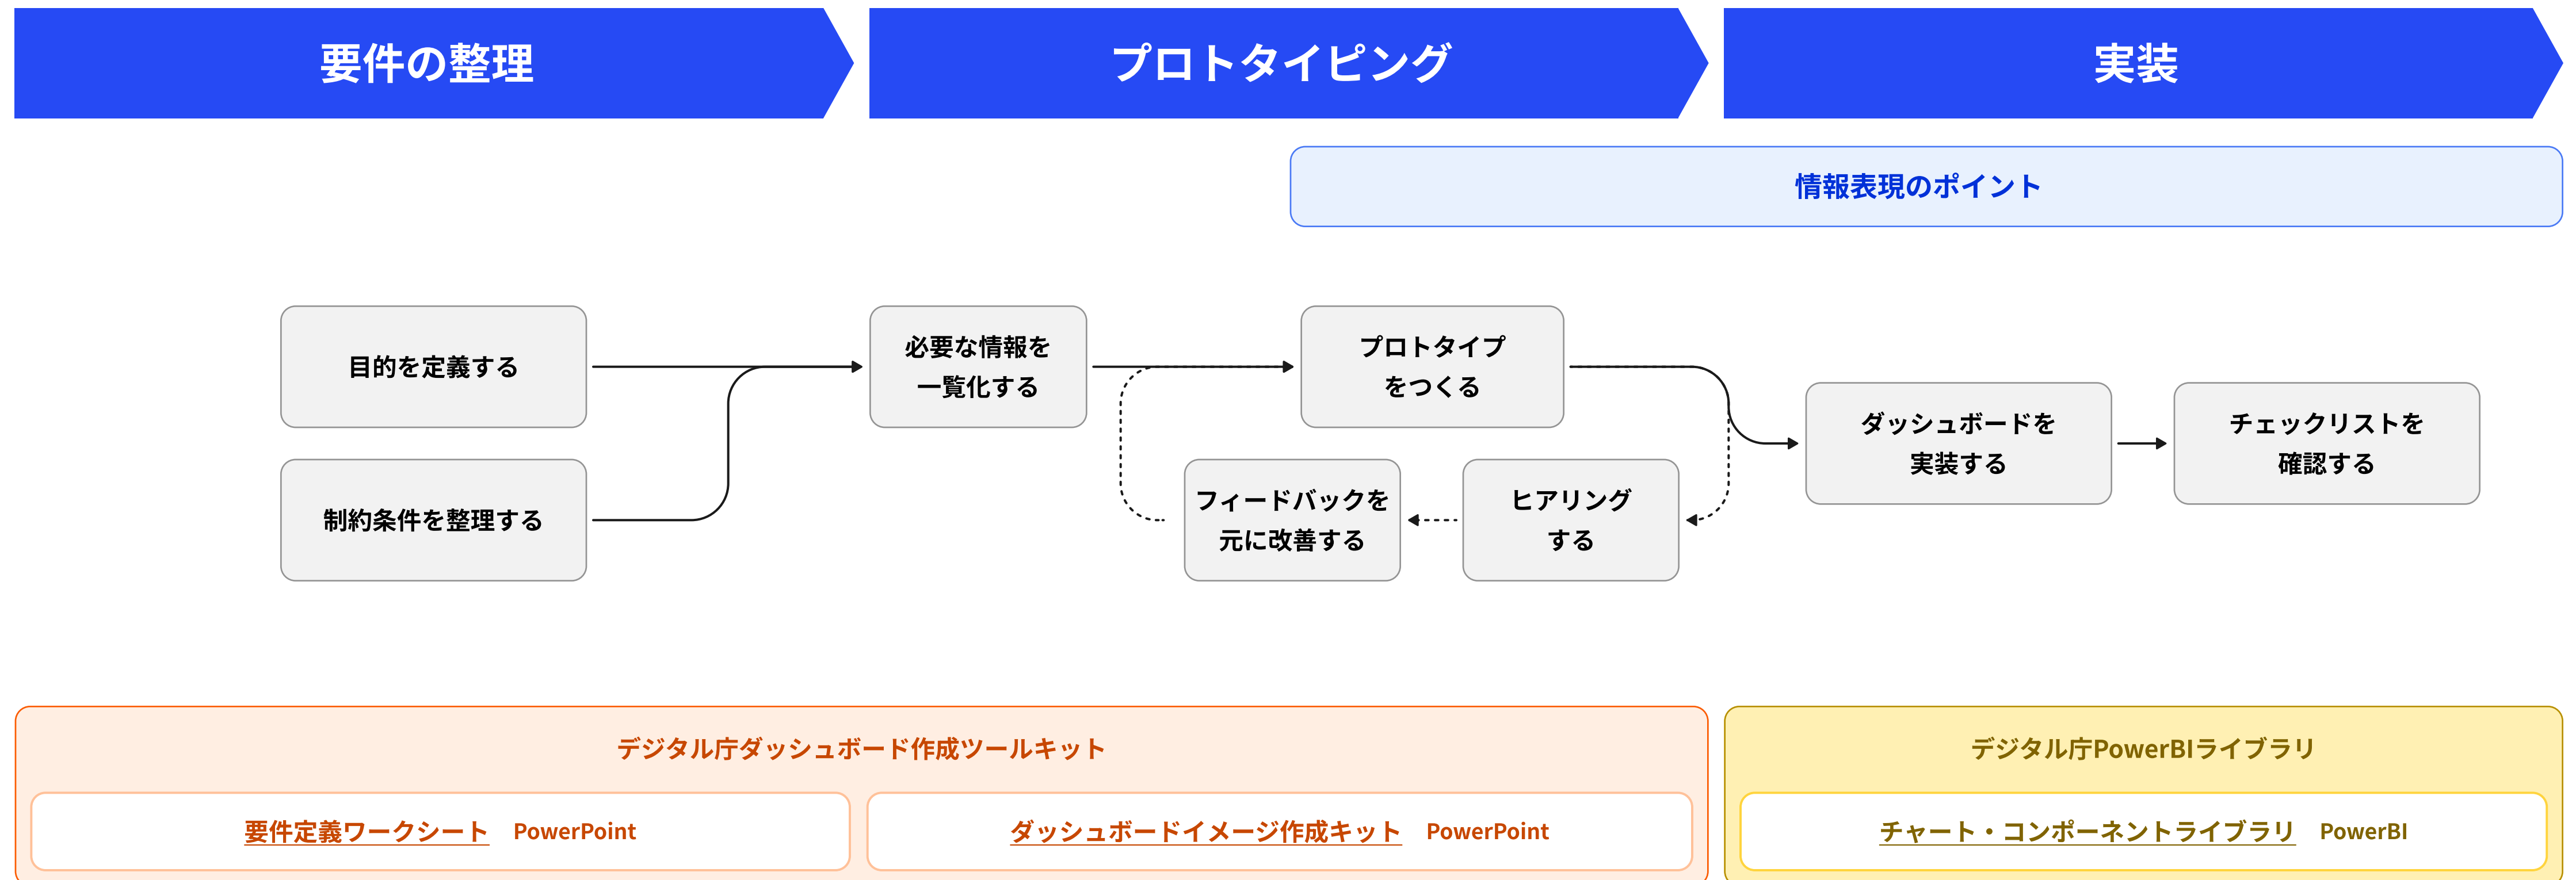 要件の整理
プロトタイピング
実装
情報表現のポイント
目的を定義する
制約条件を整理する
必要な情報を
一覧化する
プロトタイプ
をつくる
フィードバックを
元に改善する
ヒアリング
する
ダッシュボードを
実装する
チェックリストを
確認する
デジタル庁ダッシュボード作成ツールキット
要件定義ワークシート PowerPoint
ダッシュボードイメージ作成キット PowerPoint
デジタル庁PowerBIライブラリ
チャート・コンポーネントライブラリ PowerBI